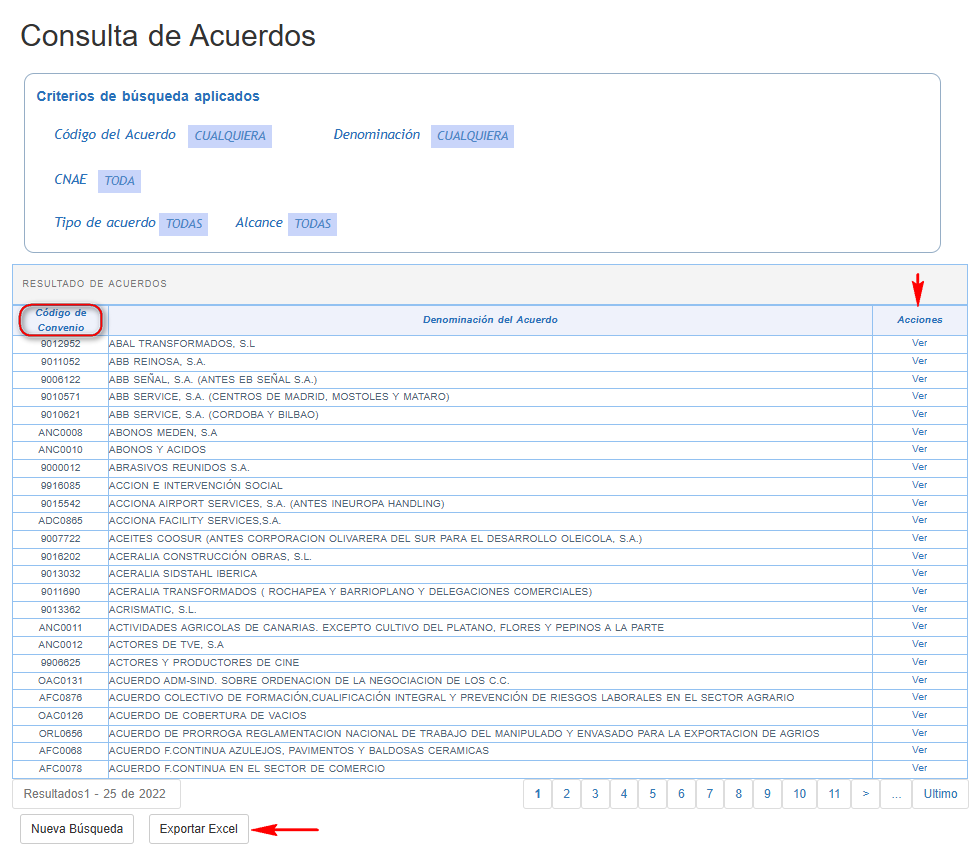 Consulta de Acuerdos
Criterios de búsqueda aplicados
Código del Acuerdo CUALQUIERA Denominación CUALQUIERA
CNAE TODA
Tipo de acuerdo TODAS Alcance TODAS
RESULTADO DE ACUERDOS
Código de
Convenio Denominación del Acuerdo Acciones
9012952 ABAL TRANSFORMADOS, S.L Ver
9011052 ABB REINOSA, S.A. Ver
9006122 ABB SEÑAL, S.A. (ANTES EB SEÑAL S.A.) Ver
9010571 ABB SERVICE, S.A. (CENTROS DE MADRID, MOSTOLES Y MATARO) Ver
9010621 ABB SERVICE, S.A. (CORDOBA Y BILBAO) Ver
ANC0008 ABONOS MEDEN, S.A Ver
ANC0010 ABONOS Y ACIDOS Ver
9000012 ABRASIVOS REUNIDOS S.A. Ver
9916085 ACCION E INTERVENCIÓN SOCIAL Ver
9015542 ACCIONA AIRPORT SERVICES, S.A. (ANTES INEUROPA HANDLING) Ver
ADC0865 ACCIONA FACILITY SERVICES,S.A. Ver
9007722 ACEITES COOSUR (ANTES CORPORACION OLIVARERA DEL SUR PARA EL DESARROLLO OLEICOLA, S.A.) Ver
9016202 ACERALIA CONSTRUCCIÓN OBRAS, S.L. Ver
9013032 ACERALIA SIDSTAHL IBERICA Ver
9011690 ACERALIA TRANSFORMADOS ( ROCHAPEA Y BARRIOPLANO Y DELEGACIONES COMERCIALES) Ver
9013362 ACRISMATIC, S.L. Ver
ANC0011 ACTIVIDADES AGRICOLAS DE CANARIAS. EXCEPTO CULTIVO DEL PLATANO, FLORES Y PEPINOS A LA PARTE Ver
ANC0012 ACTORES DE TVE, S.A Ver
9906625 ACTORES Y PRODUCTORES DE CINE Ver
OAC0131 ACUERDO ADM-SIND. SOBRE ORDENACION DE LA NEGOCIACION DE LOS C.C. Ver
AFC0876 ACUERDO COLECTIVO DE FORMACIÓN,CUALIFICACIÓN INTEGRAL Y PREVENCIÓN DE RIESGOS LABORALES EN EL SECTOR AGRARIO Ver
OAC0126 ACUERDO DE COBERTURA DE VACIOS Ver
ORL0656 ACUERDO DE PRORROGA REGLAMENTACION NACIONAL DE TRABAJO DEL MANIPULADO Y ENVASADO PARA LA EXPORTACION DE AGRIOS Ver
AFC0068 ACUERDO F.CONTINUA AZULEJOS, PAVIMENTOS Y BALDOSAS CERAMICAS Ver
AFC0078 ACUERDO F.CONTINUA EN EL SECTOR DE COMERCIO Ver
Resultados1 - 25 de 2022 1 2 3 4 5 6 7 8 9 10 11 > ... Ultimo
Nueva Búsqueda Exportar Excel